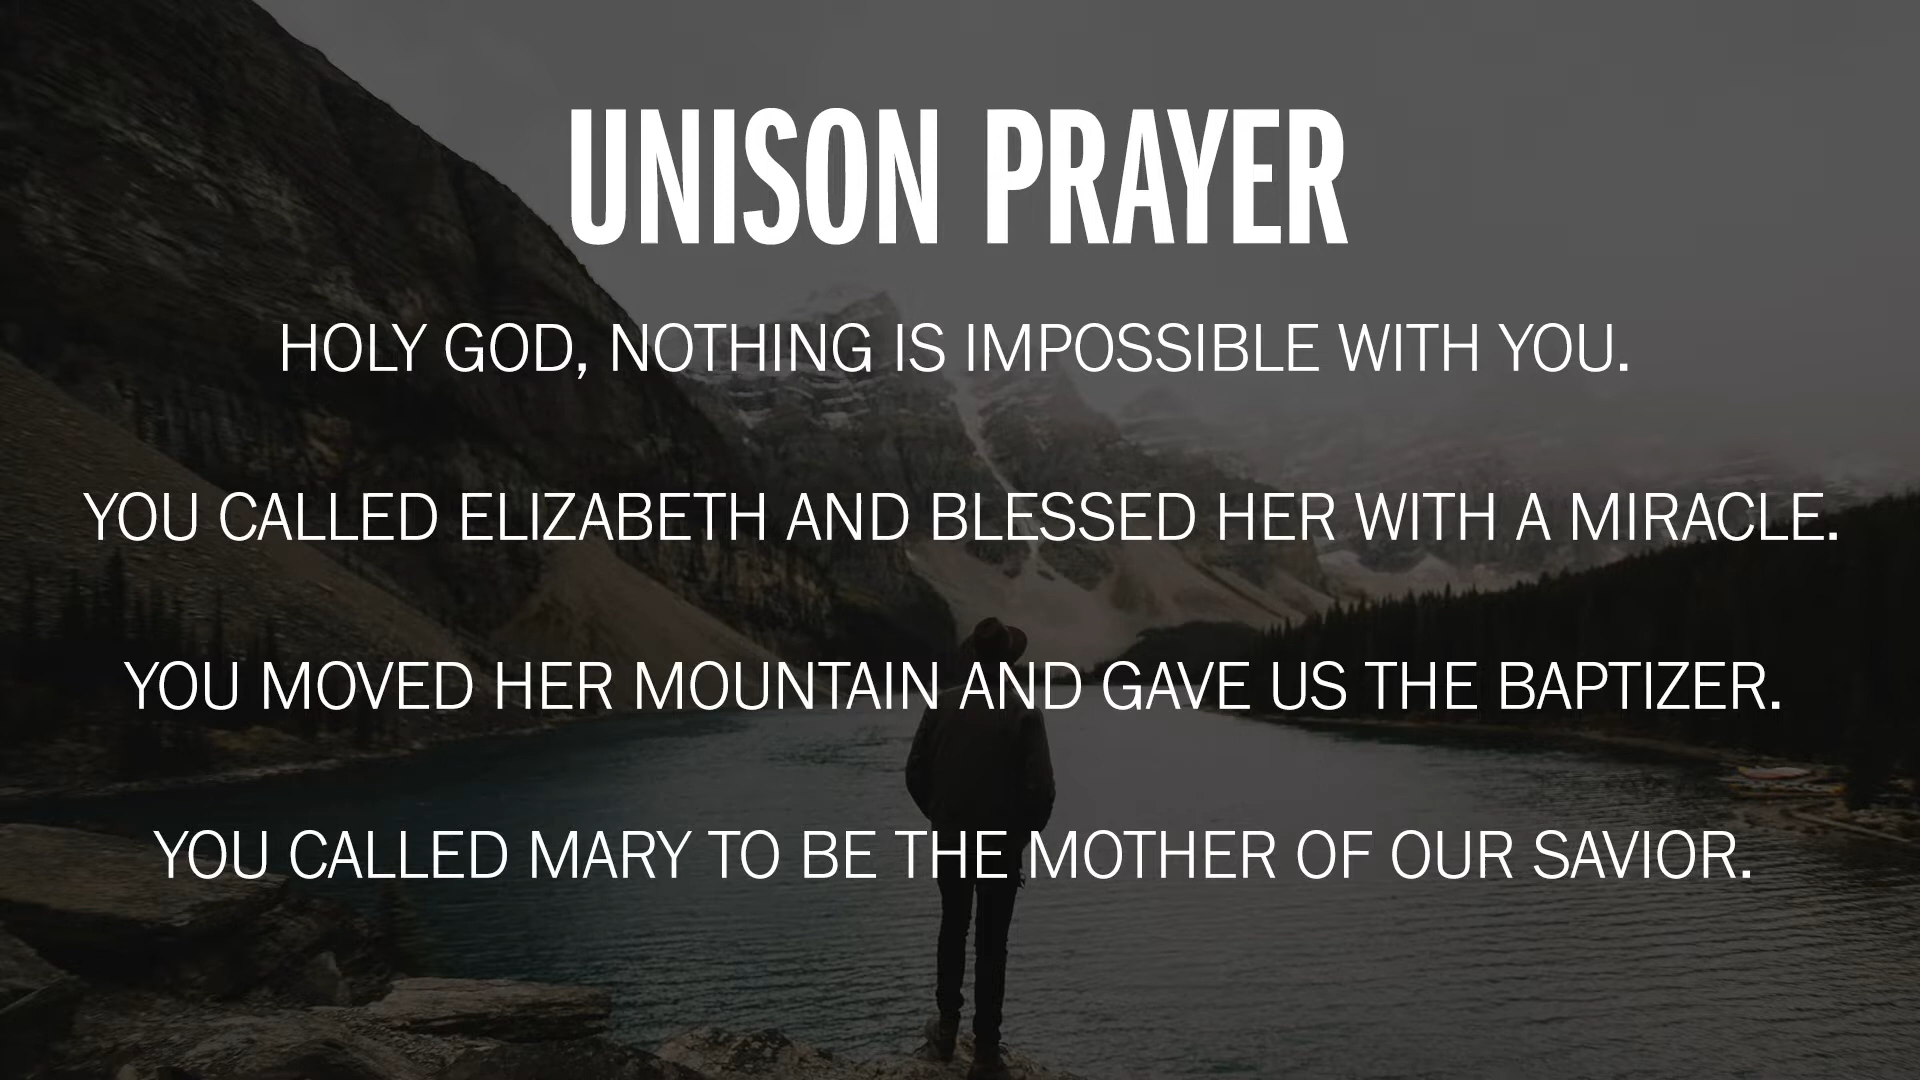 UNISON PRAYER
HOLY GOD, NOTHING IS IMPOSSIBLE WITH YOU.
YOU CALLED ELIZABETH AND BLESSED HER WITH A MIRACLE.
YOU MOVED HER MOUNTAIN AND GAVE US THE BAPTIZER.
YOU CALLED MARY TO BE THE MOTHER OF OUR SAVIOR.